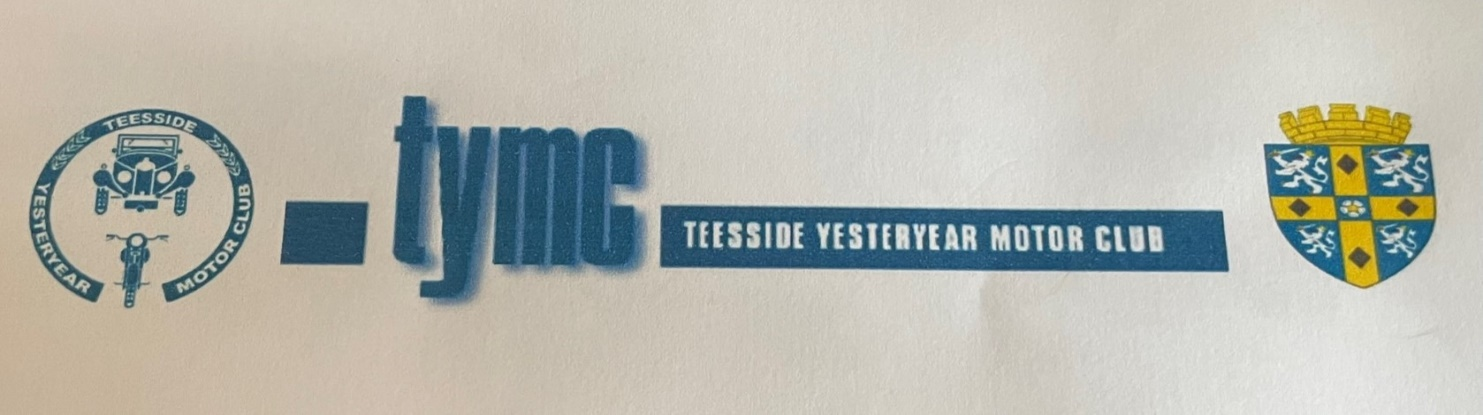 TEESSIDE YESTERYEAR MOTOR CLUB
tymc
TEESSIDE YESTERYEAR MOTOR CLUB